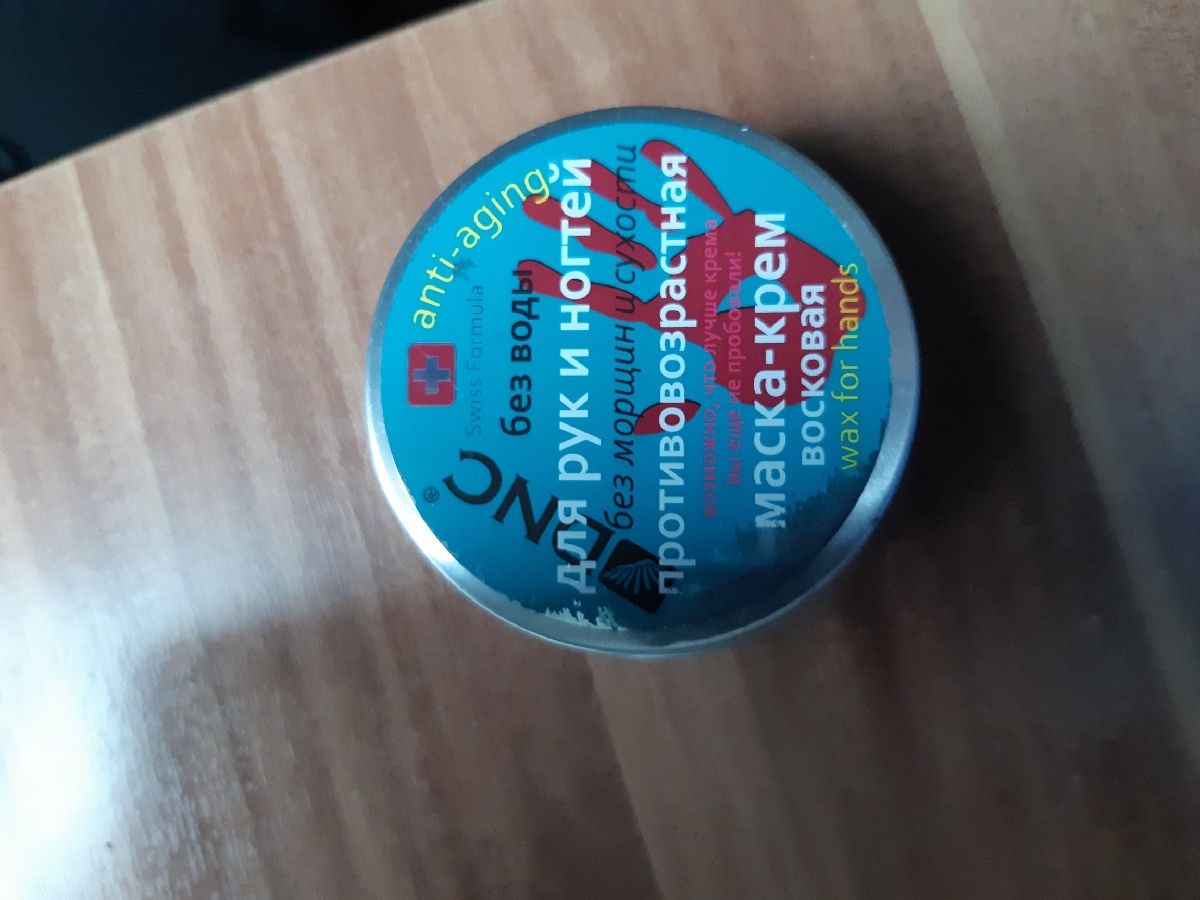 DNC®
Swiss Formula
anti-aging
без воды
для рук и ногтей
без морщин и сухости
противовозрастная
возможно, что лучше крема
вы еще не пробовали!
маска-крем
восковая
wax for hands